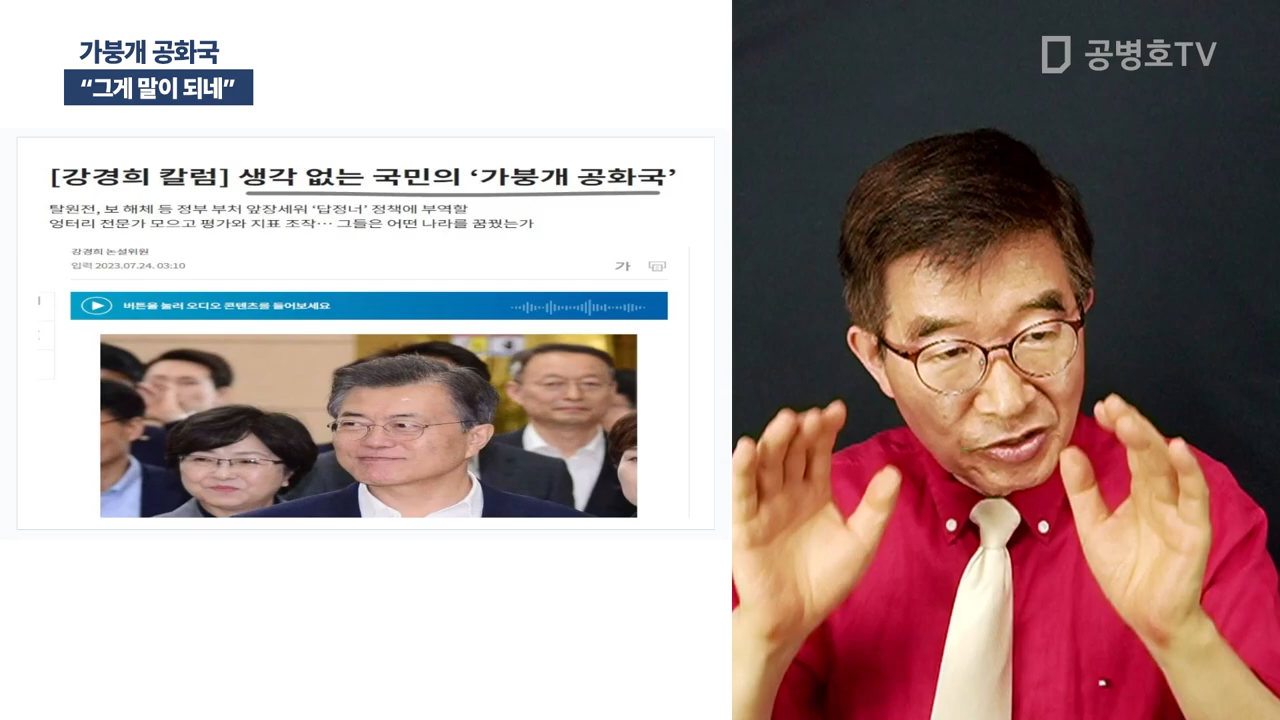 가붕개 공화국
“그게 말이 되네”
공병호TV
[강경희 칼럼] 생각 없는 국민의 ‘가붕개 공화국’
탈원전, 보 해체 등 정부 부처 앞장세워 ‘답정너’ 정책에 부역할
엉터리 전문가 모으고 평가와 지표 조작… 그들은 어떤 나라를 꿈꿨는가
강경희 논설위원
입력 2023.07.24. 03:10
가
버튼을 눌러 오디오 콘텐츠를 들어보세요